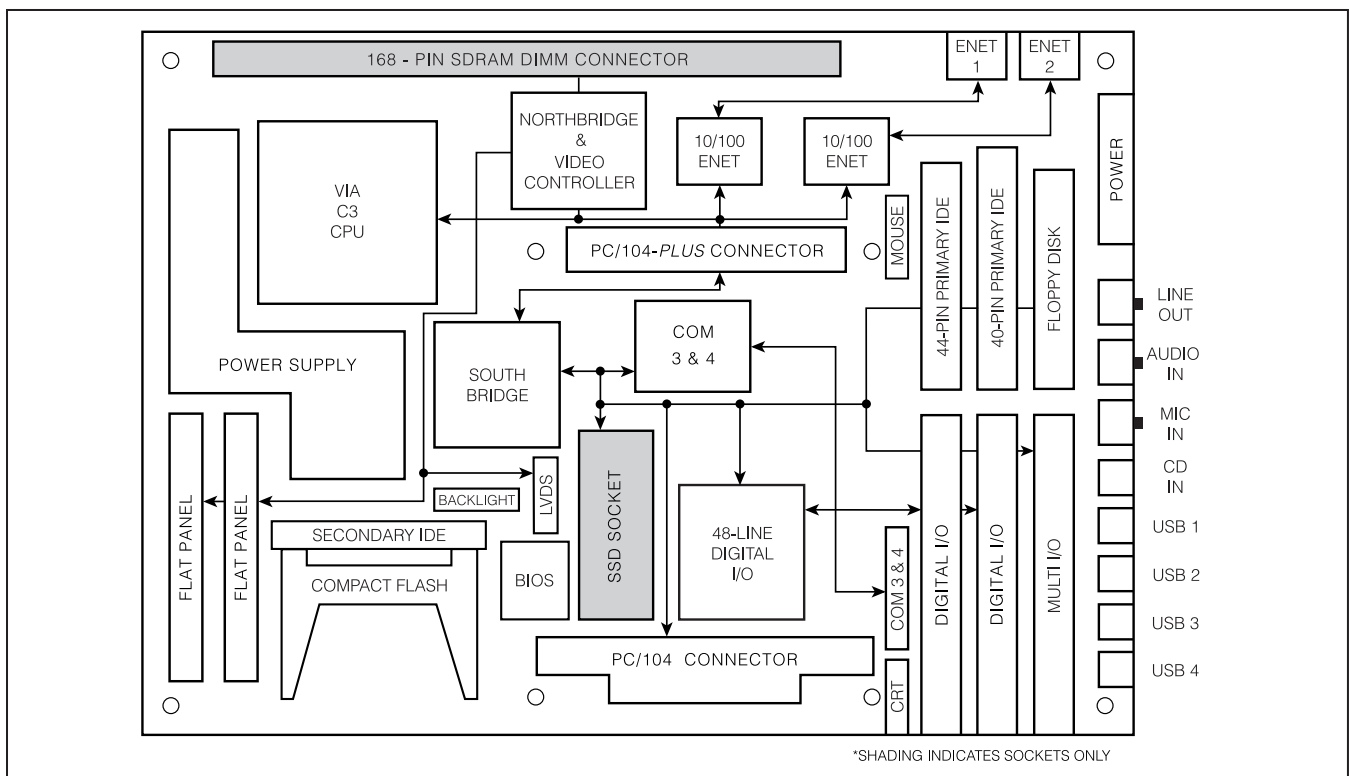 168 - PIN SDRAM DIMM CONNECTOR
ENET
1
ENET
2
NORTHBRIDGE
&
VIDEO
CONTROLLER
10/100
ENET
10/100
ENET
POWER
VIA
C3
CPU
MOUSE
44-PIN PRIMARY IDE
40-PIN PRIMARY IDE
FLOPPY DISK
PC/104-PLUS CONNECTOR
LINE
OUT
AUDIO
IN
MIC
IN
CD
IN
USB 1
USB 2
USB 3
USB 4
POWER SUPPLY
SOUTH
BRIDGE
COM
3 & 4
FLAT PANEL
FLAT PANEL
BACKLIGHT
LVDS
SSD SOCKET
48-LINE
DIGITAL
I/O
SECONDARY IDE
COMPACT FLASH
BIOS
COM 3 & 4
DIGITAL I/O
DIGITAL I/O
MULTI I/O
PC/104 CONNECTOR
CRT
*SHADING INDICATES SOCKETS ONLY